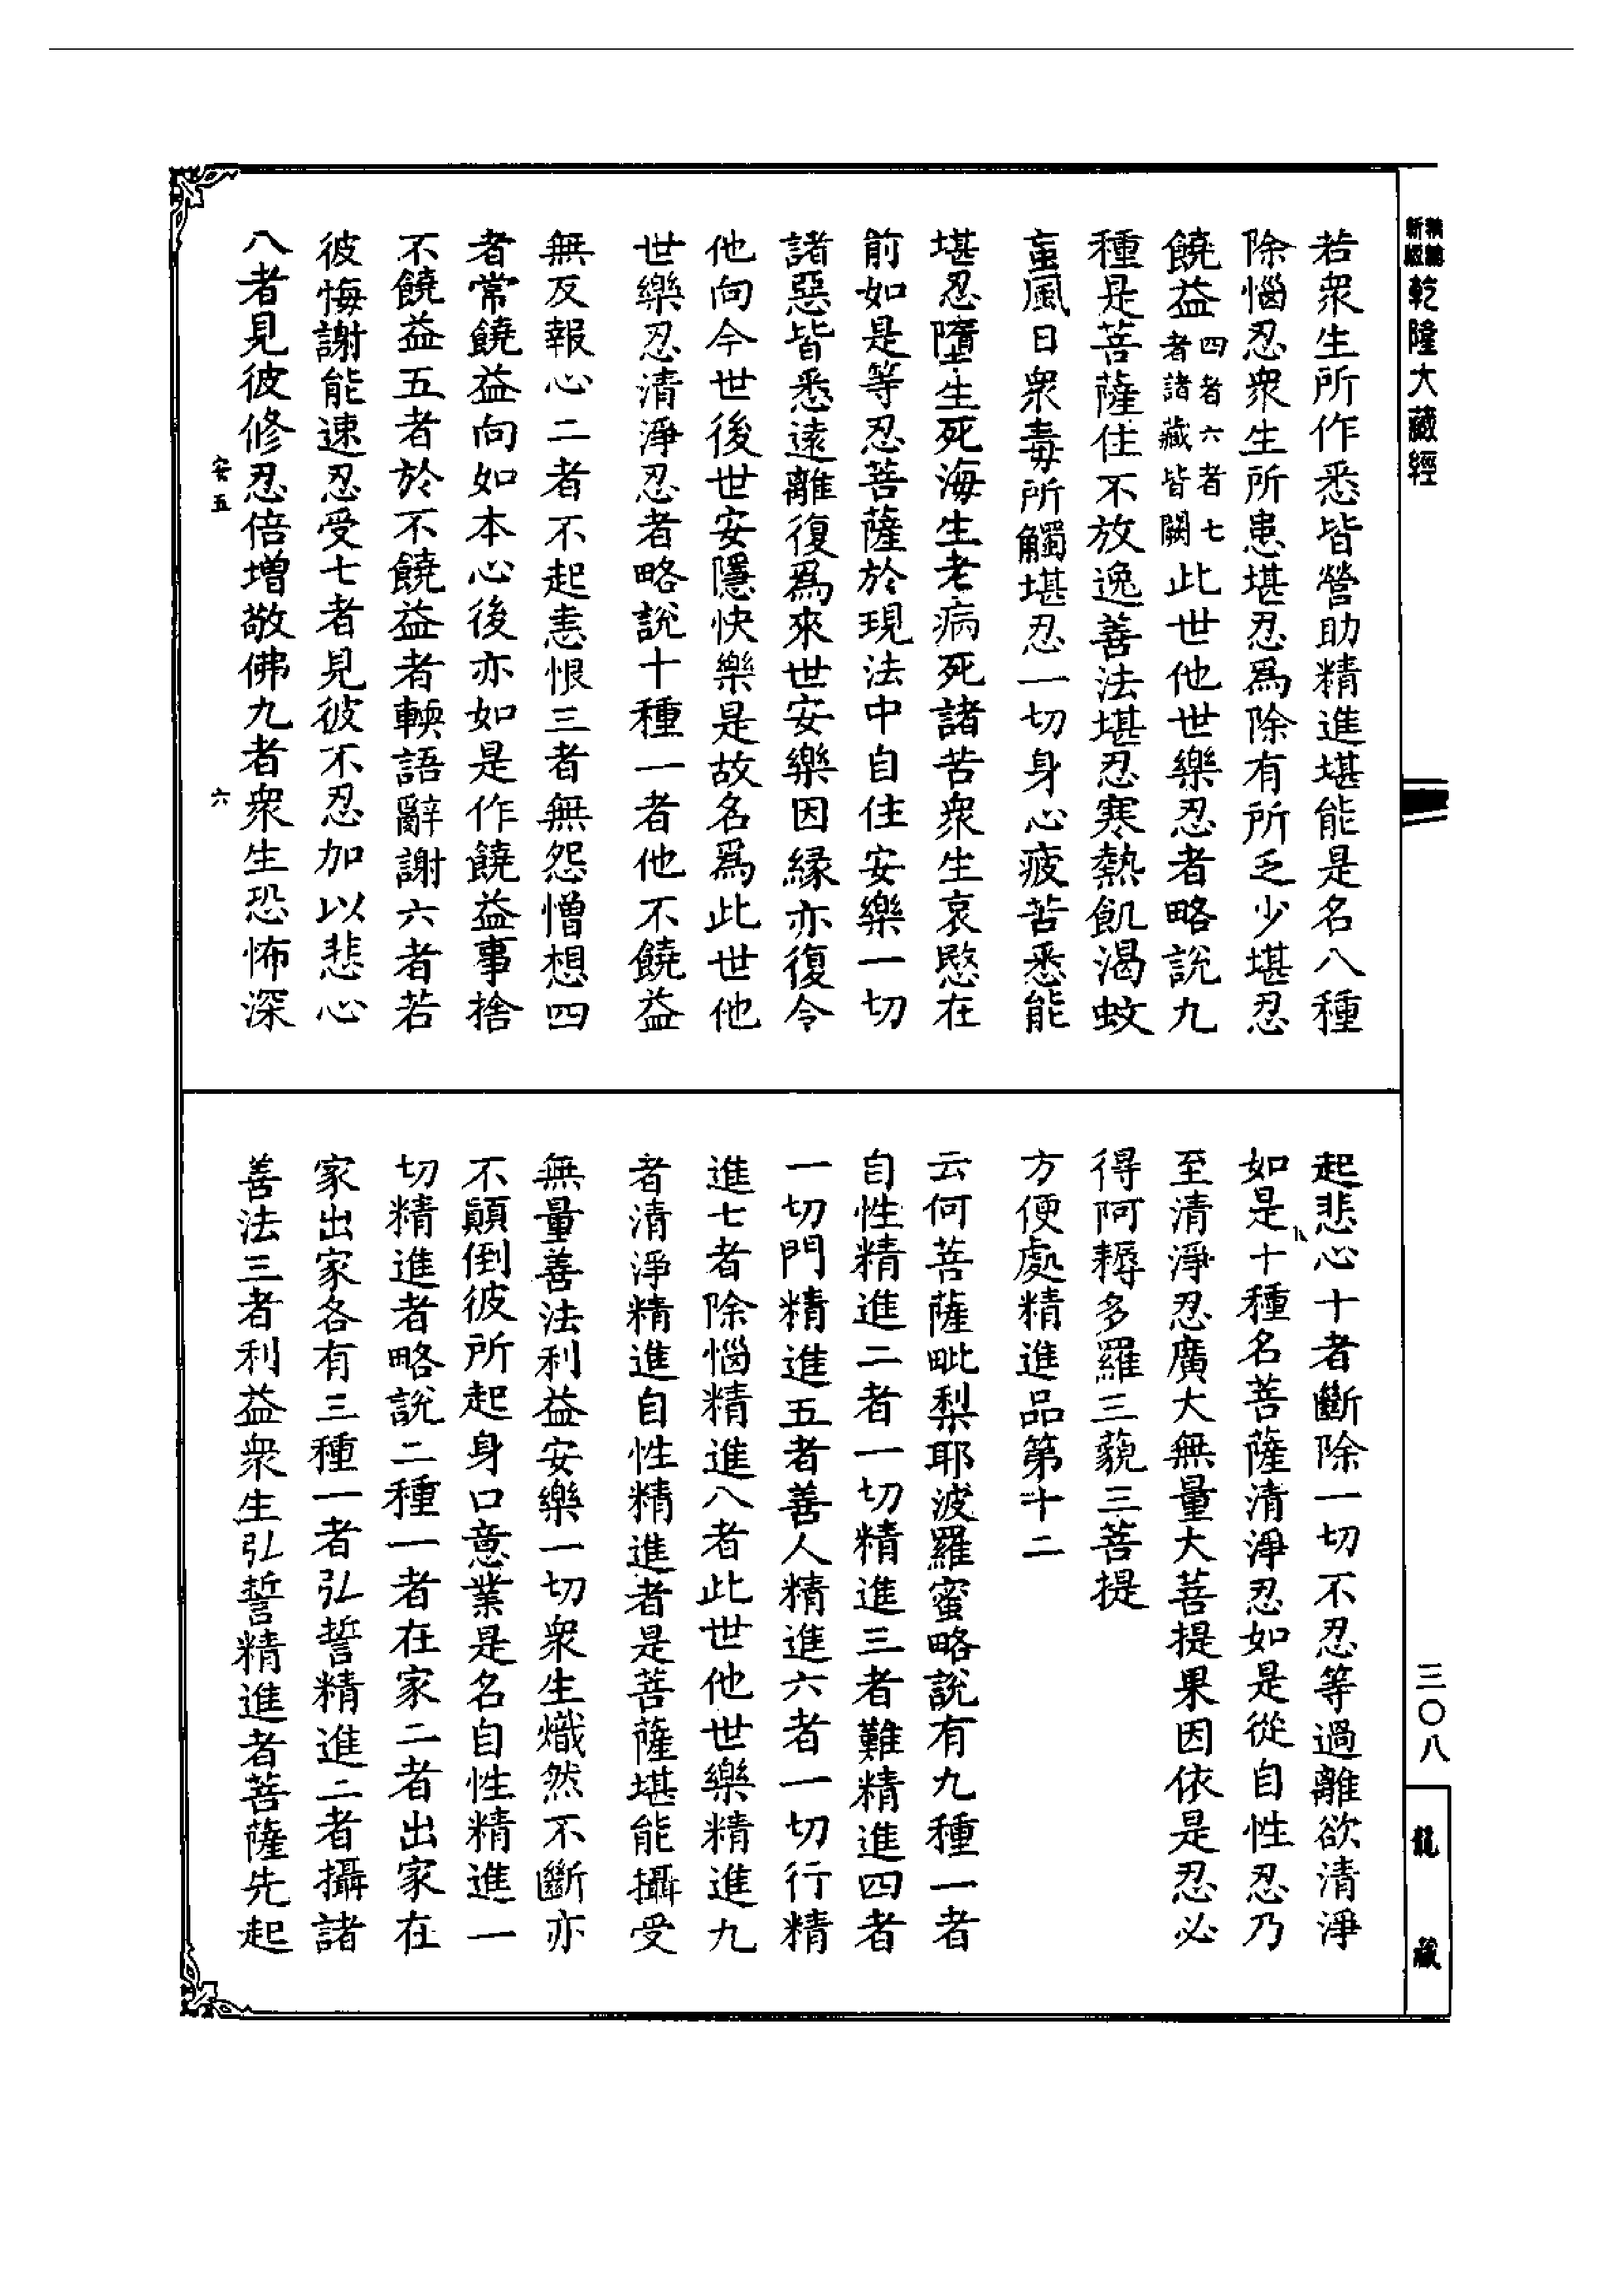 新版
精縮
乾隆大藏經
三〇八
龍藏
若衆生所作悉皆營助精進堪能是名八種
除惱忍衆生所患堪忍爲除有所乏少堪忍
饒益四者六者七者諸藏皆闕此世他世樂忍者略說九
種是菩薩住不放逸善法堪忍寒熱飢渴蚊
䖟風日衆毒所觸堪忍一切身心疲苦悉能
堪忍墮生死海生老病死諸苦衆生哀愍在
前如是等忍菩薩於現法中自住安樂一切
諸惡皆悉遠離復爲來世安樂因緣亦復令
他向今世後世安隱快樂是故名爲此世他
世樂忍清淨忍者略說十種一者他不饒益
無反報心二者不起恚恨三者無怨憎想四
者常饒益向如本心後亦如是作饒益事捨
不饒益五者於不饒益者輭語辭謝六者若
彼悔謝能速忍受七者見彼不忍加以悲心
八者見彼修忍倍增敬佛九者衆生恐怖深
安五
六
起悲心十者斷除一切不忍等過離欲清淨
如是十種名菩薩清淨忍如是從自性忍乃
至清淨忍廣大無量大菩提果因依是忍必
得阿耨多羅三藐三菩提
方便處精進品第十二
云何菩薩毗梨耶波羅蜜略說有九種一者
自性精進二者一切精進三者難精進四者
一切門精進五者善人精進六者一切行精
進七者除惱精進八者此世他世樂精進九
者清淨精進自性精進者是菩薩堪能攝受
無量善法利益安樂一切衆生熾然不斷亦
不顛倒彼所起身口意業是名自性精進一
切精進者略說二種一者在家二者出家在
家出家各有三種一者弘誓精進二者攝諸
善法三者利益衆生弘誓精進者菩薩先起